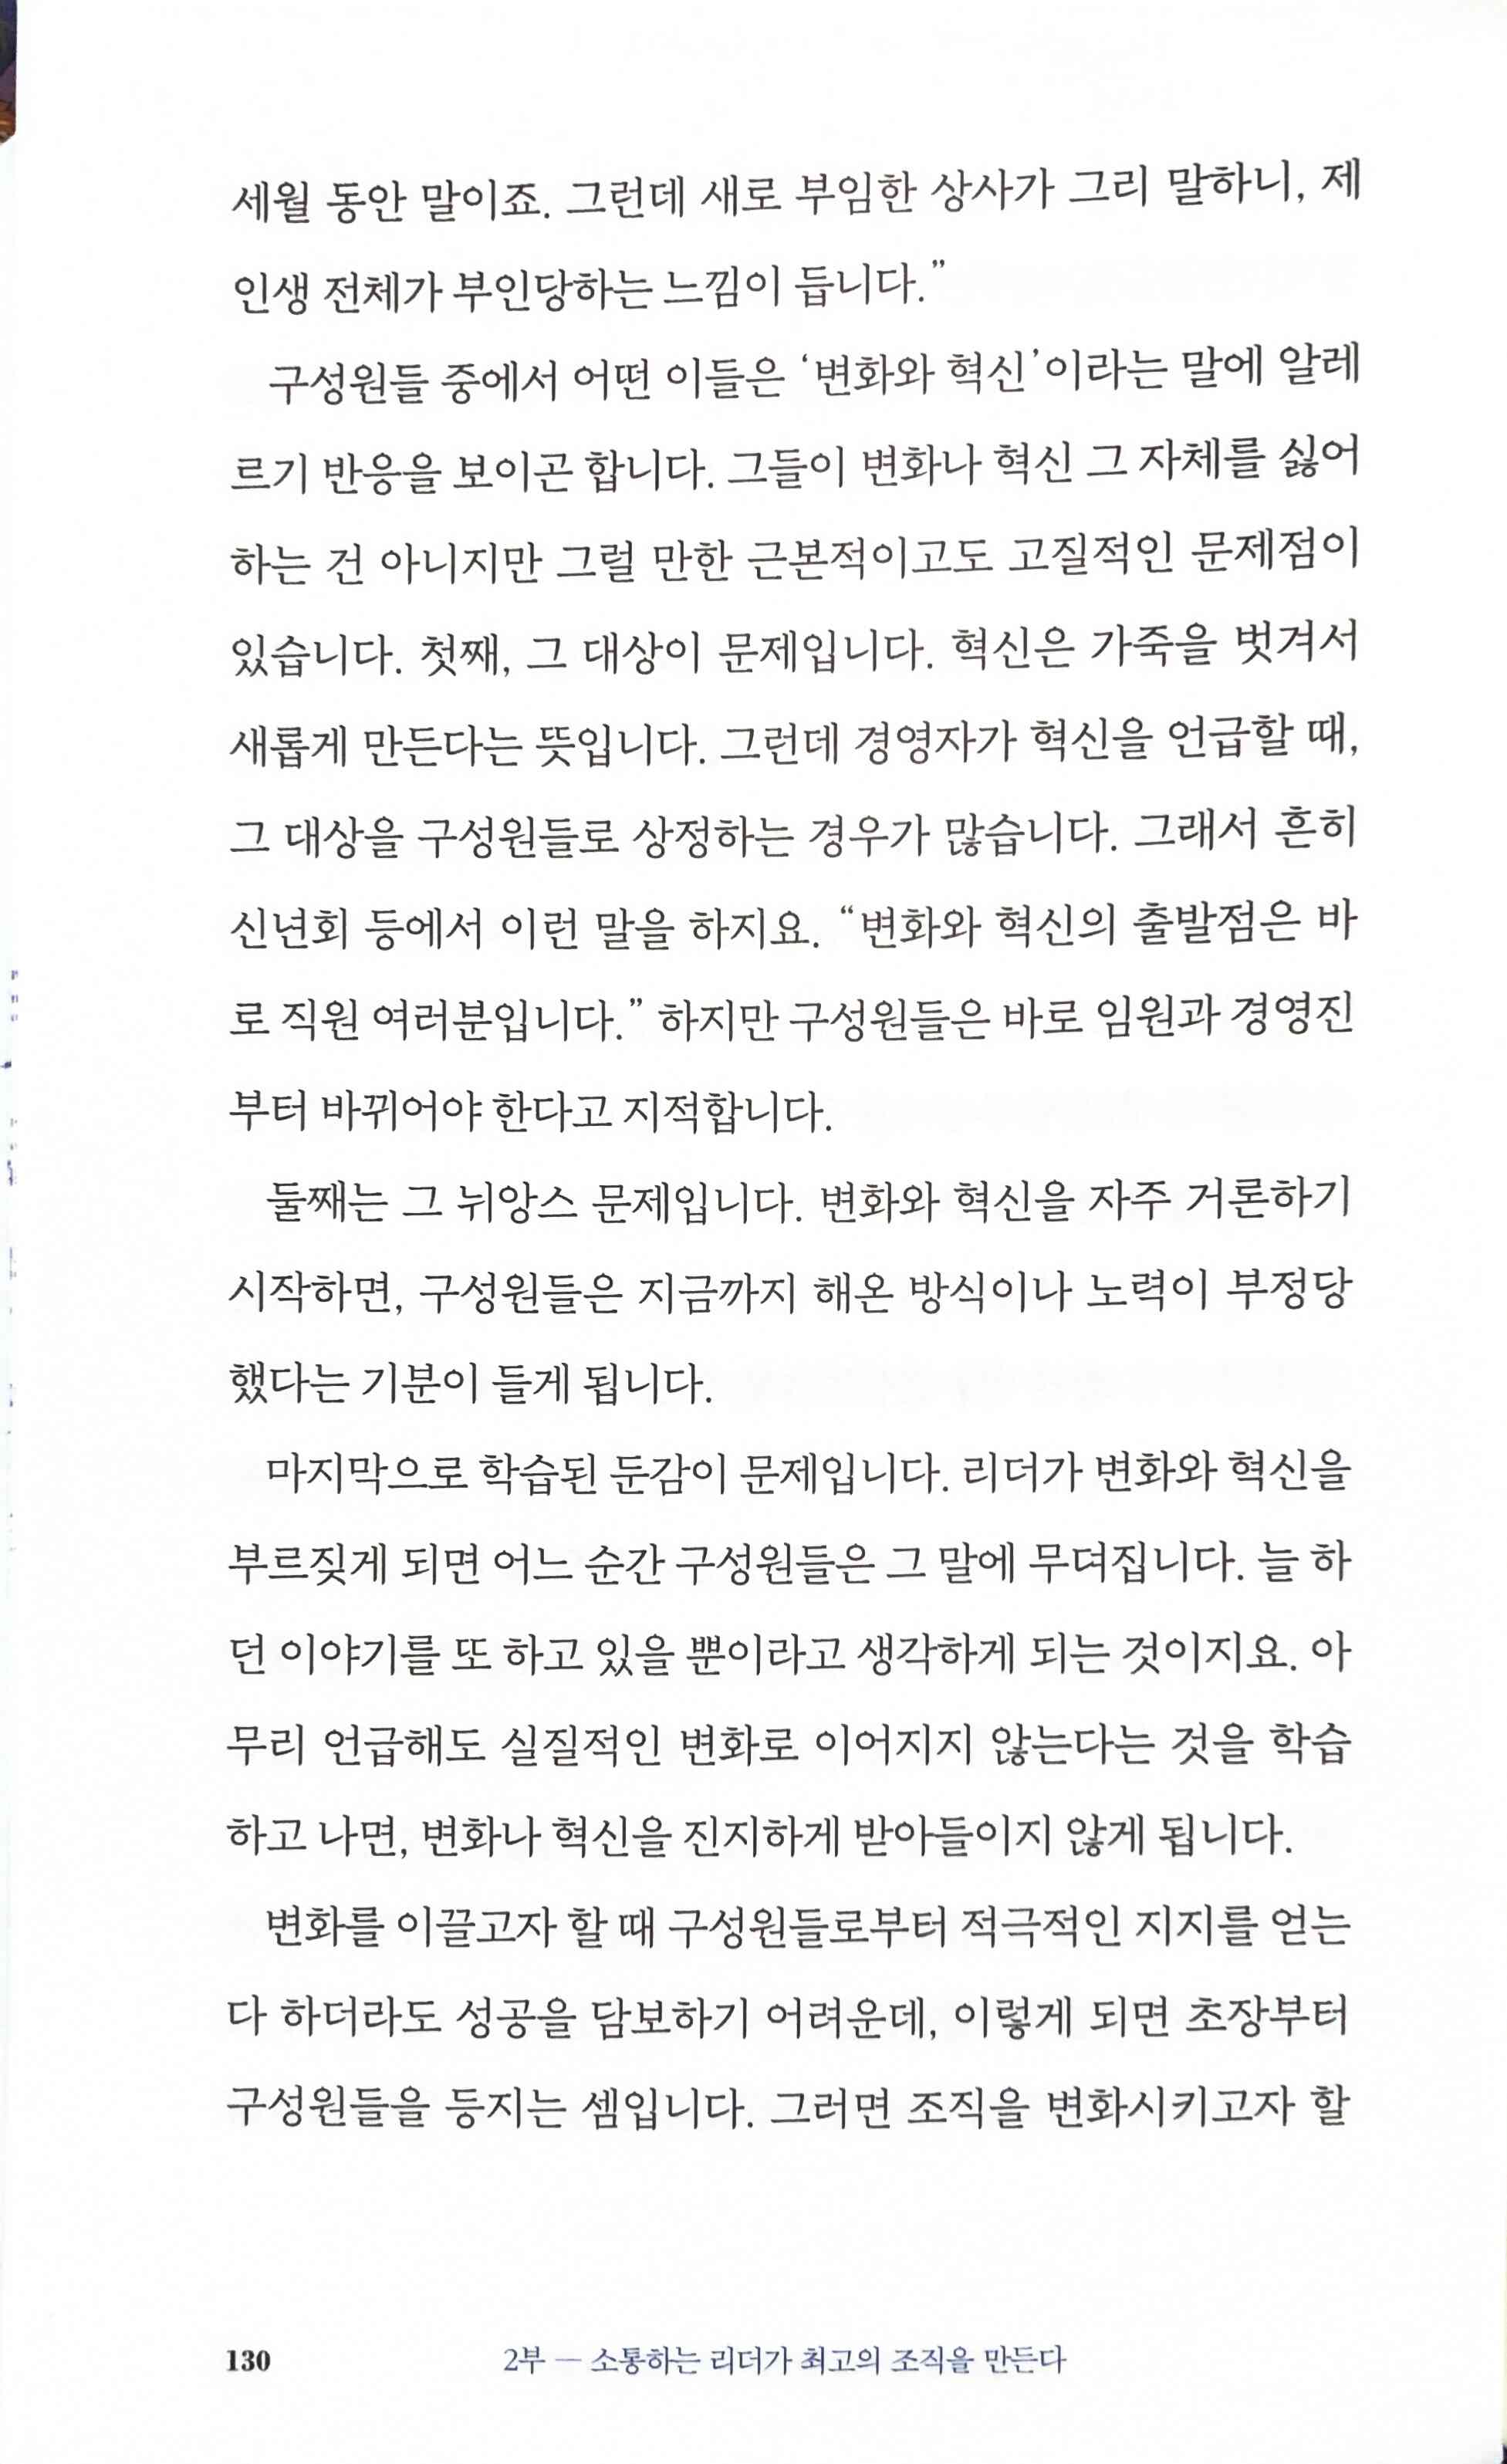 세월 동안 말이죠. 그런데 새로 부임한 상사가 그리 말하니, 제
인생 전체가 부인당하는 느낌이 듭니다.”
구성원들 중에서 어떤 이들은 ‘변화와 혁신’이라는 말에 알레
르기 반응을 보이곤 합니다. 그들이 변화나 혁신 그 자체를 싫어
하는 건 아니지만 그럴 만한 근본적이고도 고질적인 문제점이
있습니다. 첫째, 그 대상이 문제입니다. 혁신은 가죽을 벗겨서
새롭게 만든다는 뜻입니다. 그런데 경영자가 혁신을 언급할 때,
그 대상을 구성원들로 상정하는 경우가 많습니다. 그래서 흔히
신년회 등에서 이런 말을 하지요. “변화와 혁신의 출발점은 바
로 직원 여러분입니다.” 하지만 구성원들은 바로 임원과 경영진
부터 바뀌어야 한다고 지적합니다.
둘째는 그 뉘앙스 문제입니다. 변화와 혁신을 자주 거론하기
시작하면, 구성원들은 지금까지 해온 방식이나 노력이 부정당
했다는 기분이 들게 됩니다.
마지막으로 학습된 둔감이 문제입니다. 리더가 변화와 혁신을
부르짖게 되면 어느 순간 구성원들은 그 말에 무뎌집니다. 늘 하
던 이야기를 또 하고 있을 뿐이라고 생각하게 되는 것이지요. 아
무리 언급해도 실질적인 변화로 이어지지 않는다는 것을 학습
하고 나면, 변화나 혁신을 진지하게 받아들이지 않게 됩니다.
변화를 이끌고자 할 때 구성원들로부터 적극적인 지지를 얻는
다 하더라도 성공을 담보하기 어려운데, 이렇게 되면 초장부터
구성원들을 등지는 셈입니다. 그러면 조직을 변화시키고자 할
130
2부 — 소통하는 리더가 최고의 조직을 만든다